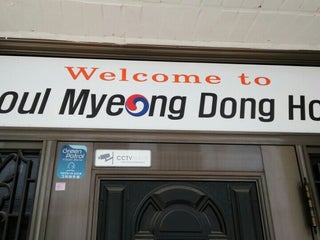 Welcome to
oul Myeong Dong Ho
Green
Patrol
CCTV